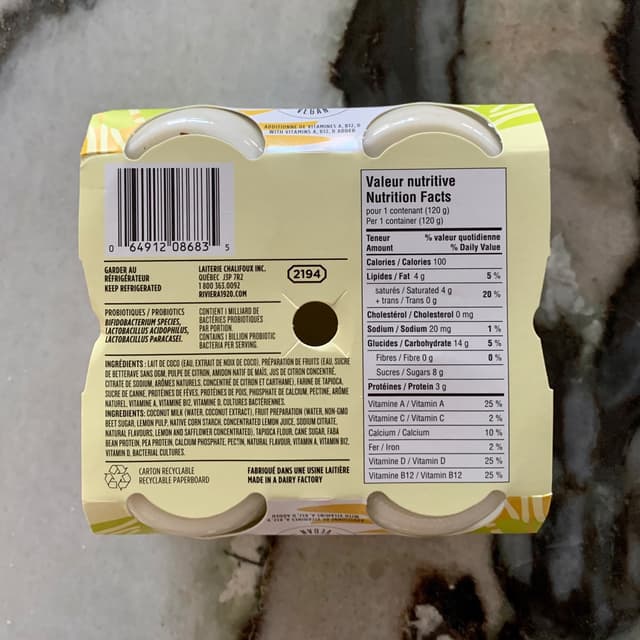 VEGAN
ADDITIONNÉ DE VITAMINES A, B12, D
WITH VITAMINS A, B12, D ADDED
0 64912 08683 5
GARDER AU
RÉFRIGÉRATEUR
KEEP REFRIGERATED
LAITERIE CHALIFOUX INC.
QUÉBEC J3P 7R2
1 800 363.0092
RIVIERA1920.COM
2194
PROBIOTIQUES / PROBIOTICS
BIFIDOBACTERIUM SPECIES,
LACTOBACILLUS ACIDOPHILUS,
LACTOBACILLUS PARACASEI.
CONTIENT 1 MILLIARD DE
BACTÉRIES PROBIOTIQUES
PAR PORTION.
CONTAINS 1 BILLION PROBIOTIC
BACTERIA PER SERVING.
INGRÉDIENTS : LAIT DE COCO (EAU, EXTRAIT DE NOIX DE COCO), PRÉPARATION DE FRUITS (EAU, SUCRE
DE BETTERAVE SANS OGM, PULPE DE CITRON, AMIDON NATIF DE MAÏS, JUS DE CITRON CONCENTRÉ,
CITRATE DE SODIUM, ARÔMES NATURELS, CONCENTRÉ DE CITRON ET CARTHAME), FARINE DE TAPIOCA,
SUCRE DE CANNE, PROTÉINES DE FÈVES, PROTÉINES DE POIS, PHOSPHATE DE CALCIUM, PECTINE, ARÔME
NATUREL, VITAMINE A, VITAMINE B12, VITAMINE D, CULTURES BACTÉRIENNES.
INGREDIENTS: COCONUT MILK (WATER, COCONUT EXTRACT), FRUIT PREPARATION (WATER, NON-GMO
BEET SUGAR, LEMON PULP, NATIVE CORN STARCH, CONCENTRATED LEMON JUICE, SODIUM CITRATE,
NATURAL FLAVOURS, LEMON AND SAFFLOWER CONCENTRATE), TAPIOCA FLOUR, CANE SUGAR, FABA
BEAN PROTEIN, PEA PROTEIN, CALCIUM PHOSPHATE, PECTIN, NATURAL FLAVOUR, VITAMIN A, VITAMIN B12,
VITAMIN D, BACTERIAL CULTURES.
CARTON RECYCLABLE
RECYCLABLE PAPERBOARD
FABRIQUÉ DANS UNE USINE LAITIÈRE
MADE IN A DAIRY FACTORY
Valeur nutritive
Nutrition Facts
pour 1 contenant (120 g)
Per 1 container (120 g)
Teneur % valeur quotidienne
Amount % Daily Value
Calories / Calories 100
Lipides / Fat 4 g 5 %
saturés / Saturated 4 g
+ trans / Trans 0 g 20 %
Cholestérol / Cholesterol 0 mg
Sodium / Sodium 20 mg 1 %
Glucides / Carbohydrate 14 g 5 %
Fibres / Fibre 0 g 0 %
Sucres / Sugars 8 g
Protéines / Protein 3 g
Vitamine A / Vitamin A 25 %
Vitamine C / Vitamin C 2 %
Calcium / Calcium 10 %
Fer / Iron 2 %
Vitamine D / Vitamin D 25 %
Vitamine B12 / Vitamin B12 25 %
ADDITIONNÉ DE VITAMINES A, B12, D
WITH VITAMINS A, B12, D ADDED
VEGAN